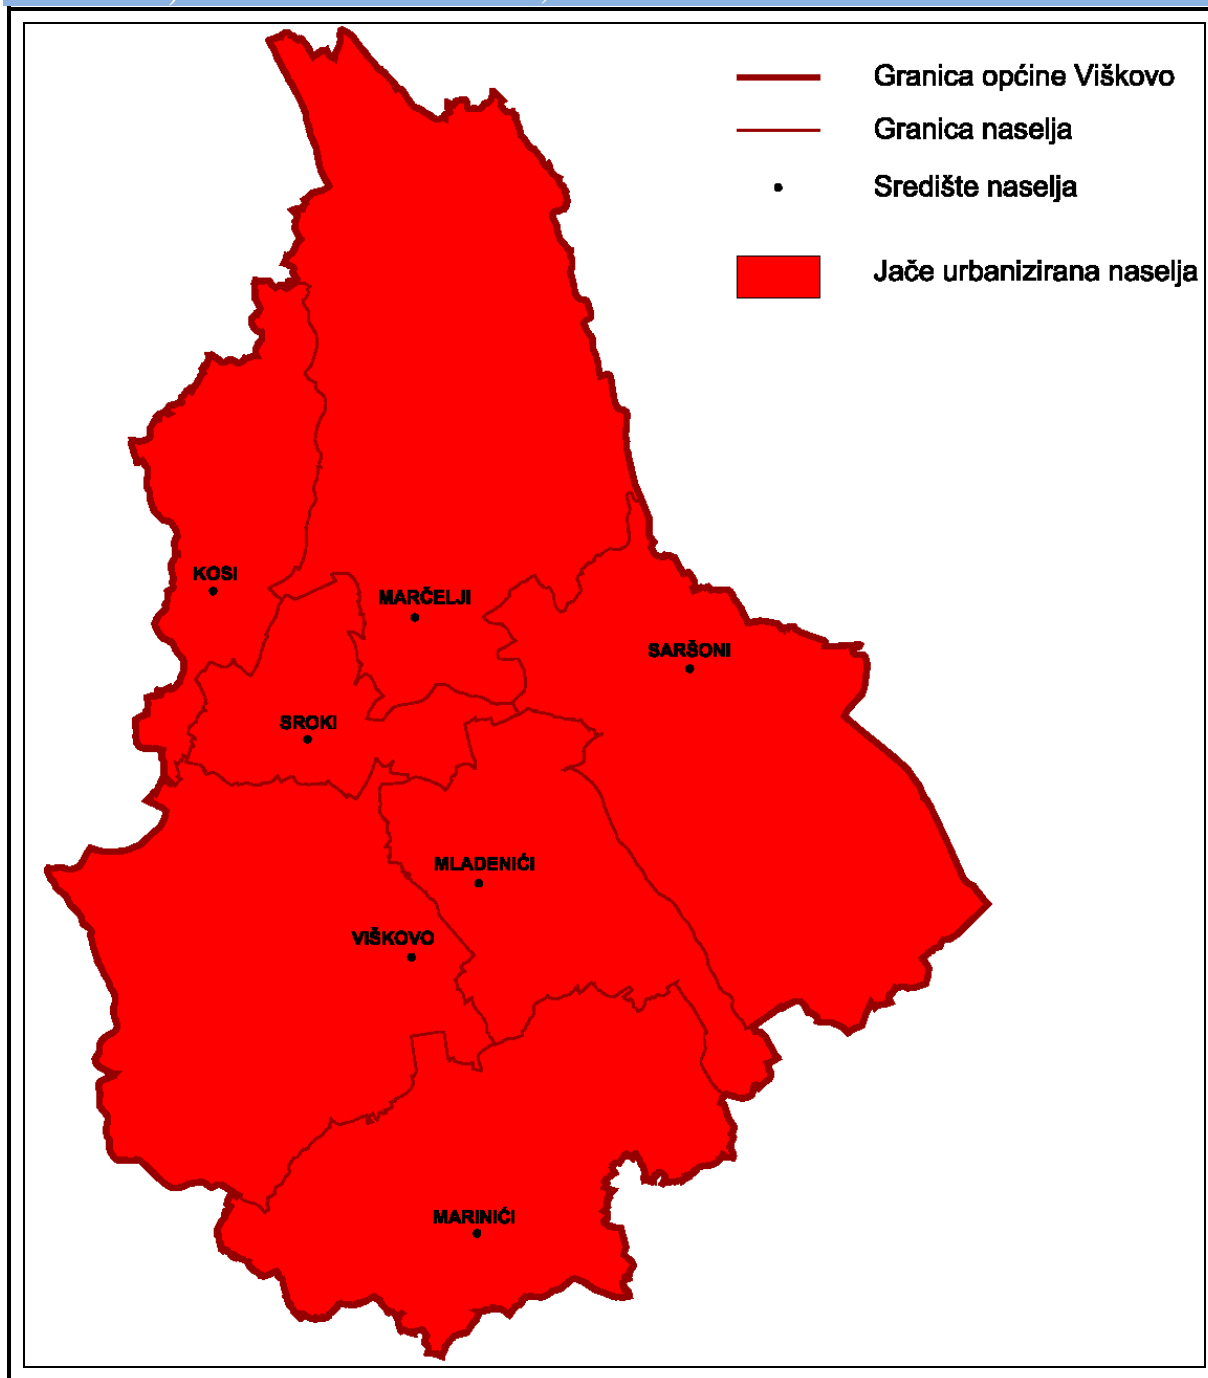 Granica općine Viškovo
Granica naselja
Središte naselja
Jače urbanizirana naselja
KOSI
MARČELJI
SARŠONI
SROKI
MLADENIĆI
VIŠKOVO
MARINIĆI